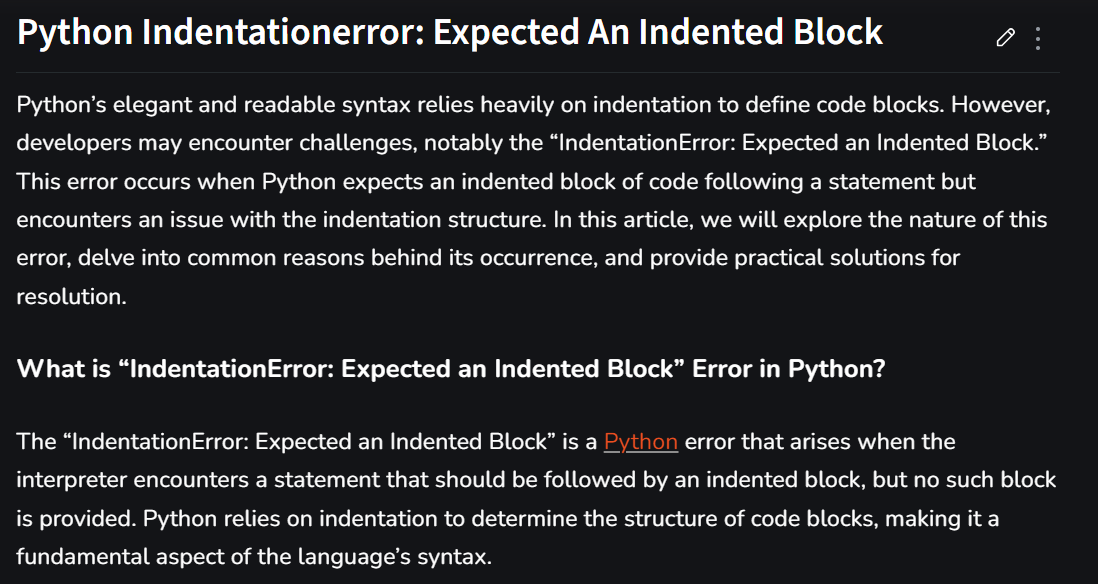 Python Indentationerror: Expected An Indented Block
Python’s elegant and readable syntax relies heavily on indentation to define code blocks. However,
developers may encounter challenges, notably the “IndentationError: Expected an Indented Block.”
This error occurs when Python expects an indented block of code following a statement but
encounters an issue with the indentation structure. In this article, we will explore the nature of this
error, delve into common reasons behind its occurrence, and provide practical solutions for
resolution.
What is “IndentationError: Expected an Indented Block” Error in Python?
The “IndentationError: Expected an Indented Block” is a Python error that arises when the
interpreter encounters a statement that should be followed by an indented block, but no such block
is provided. Python relies on indentation to determine the structure of code blocks, making it a
fundamental aspect of the language’s syntax.